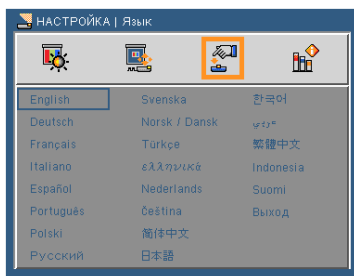 НАСТРОЙКА | Язык
English Svenska 한국어
Deutsch Norsk / Dansk عربي
Français Türkçe 繁體中文
Italiano ελληνικά Indonesia
Español Nederlands Suomi
Português Čeština Выход
Polski 简体中文
Русский 日本語